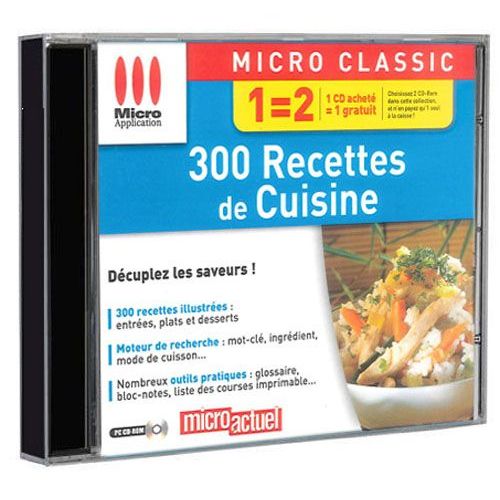 Micro
Application
MICRO CLASSIC
1=2
1 CD acheté
= 1 gratuit
Choisissez 2 CD-Rom
dans cette collection,
et n'en payez qu'1 seul
à la caisse !
300 Recettes
de Cuisine
Décuplez les saveurs !
300 recettes illustrées :
entrées, plats et desserts
Moteur de recherche : mot-clé, ingrédient,
mode de cuisson...
Nombreux outils pratiques : glossaire,
bloc-notes, liste des courses imprimable...
PC CD-ROM
microactuel